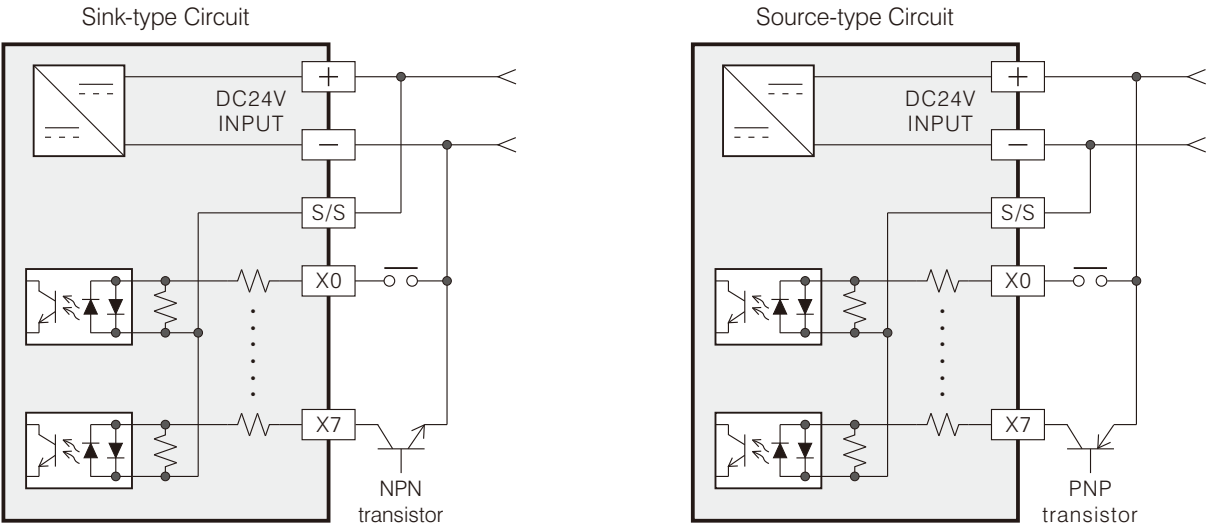 Sink-type Circuit
+
DC24V
INPUT
−
S/S
X0
X7
NPN
transistor
Source-type Circuit
+
DC24V
INPUT
−
S/S
X0
X7
PNP
transistor